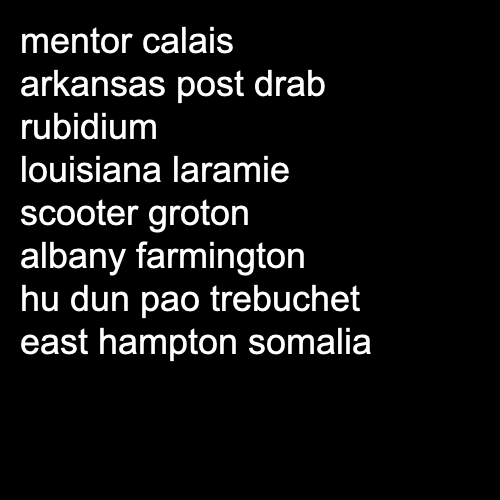 mentor calais
arkansas post drab
rubidium
louisiana laramie
scooter groton
albany farmington
hu dun pao trebuchet
east hampton somalia